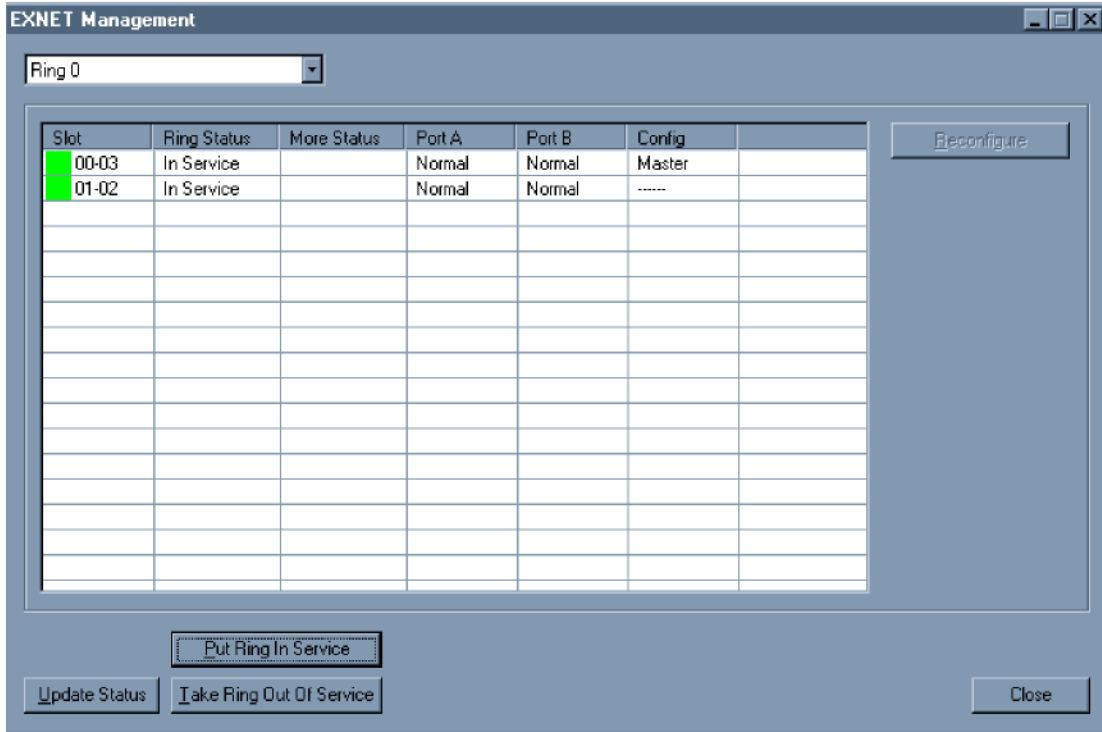 EXNET Management
Ring 0
Slot Ring Status More Status Port A Port B Config
Reconfigure
00-03 In Service Normal Normal Master
01-02 In Service Normal Normal ------
Put Ring In Service
Update Status Take Ring Out Of Service Close